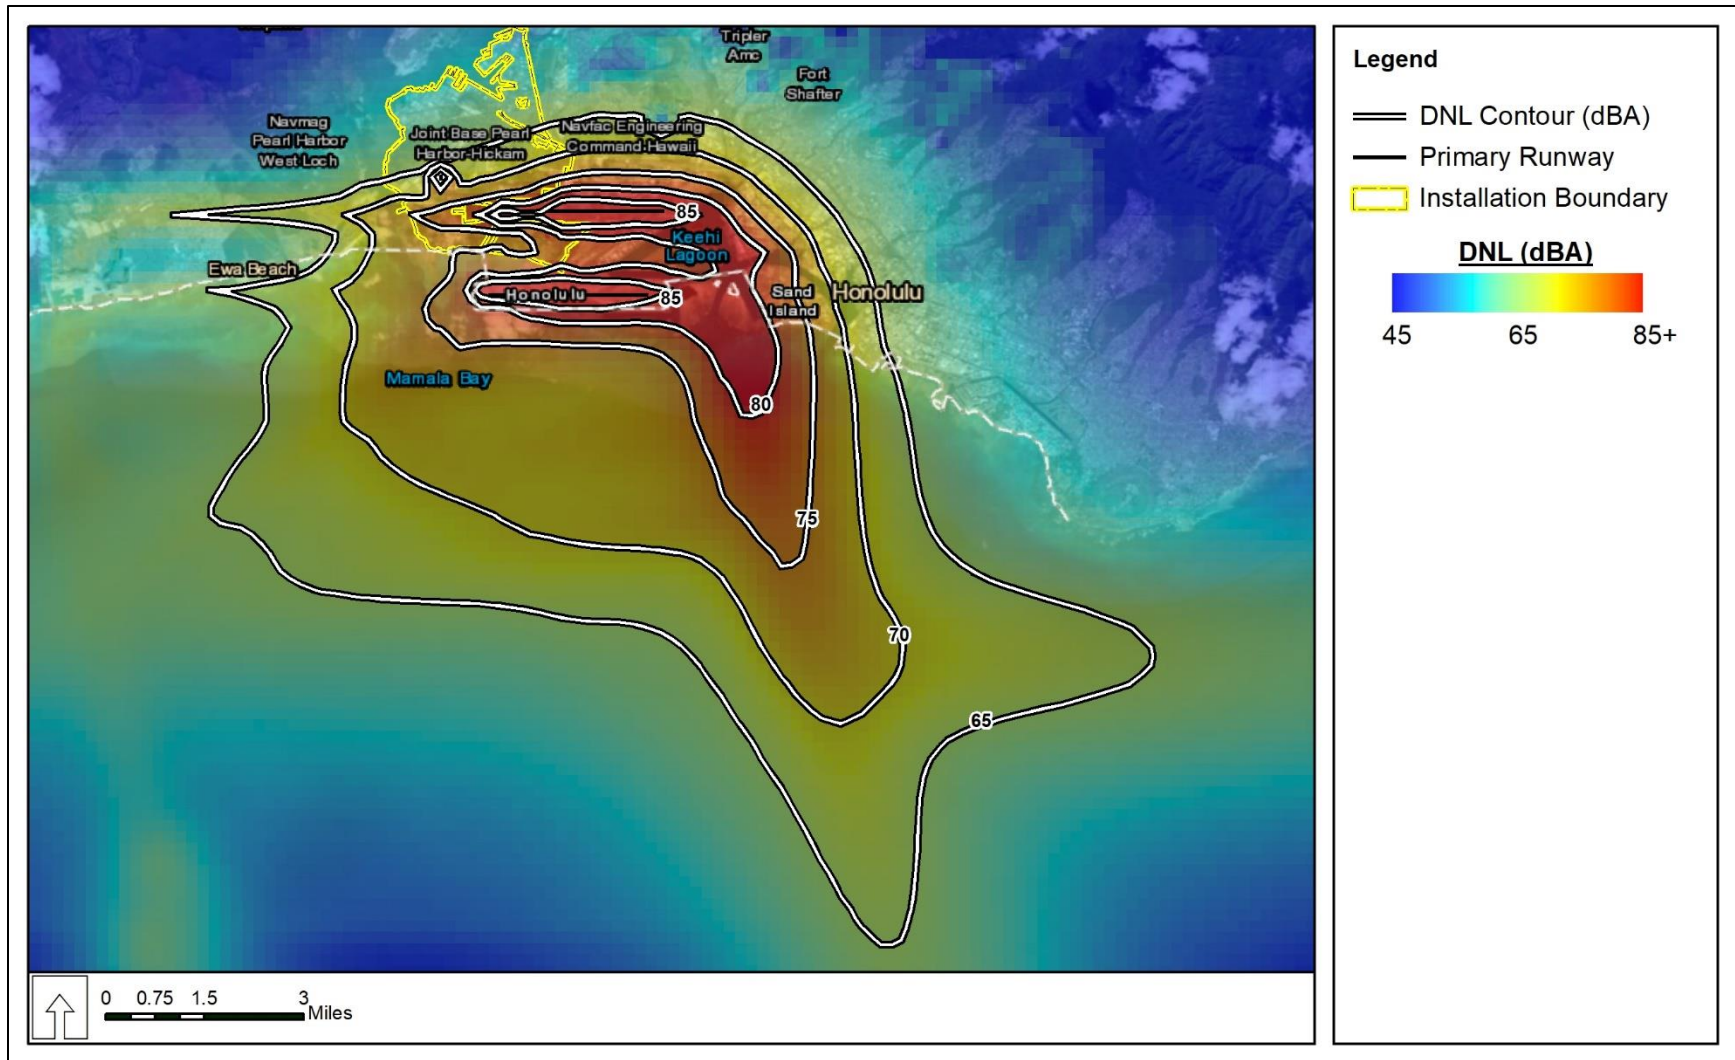 Tripler
Amc
Fort
Shafter
Navmag
Pearl Harbor
West Loch
Joint Base Pearl
Harbor-Hickam
Navfac Engineering
Command Hawaii
85
Keehi
Lagoon
Ewa Beach
Honolulu
85
Sand
Island
Honolulu
Mamala Bay
80
75
70
65
0 0.75 1.5 3
Miles
Legend
DNL Contour (dBA)
Primary Runway
Installation Boundary
DNL (dBA)
45 65 85+